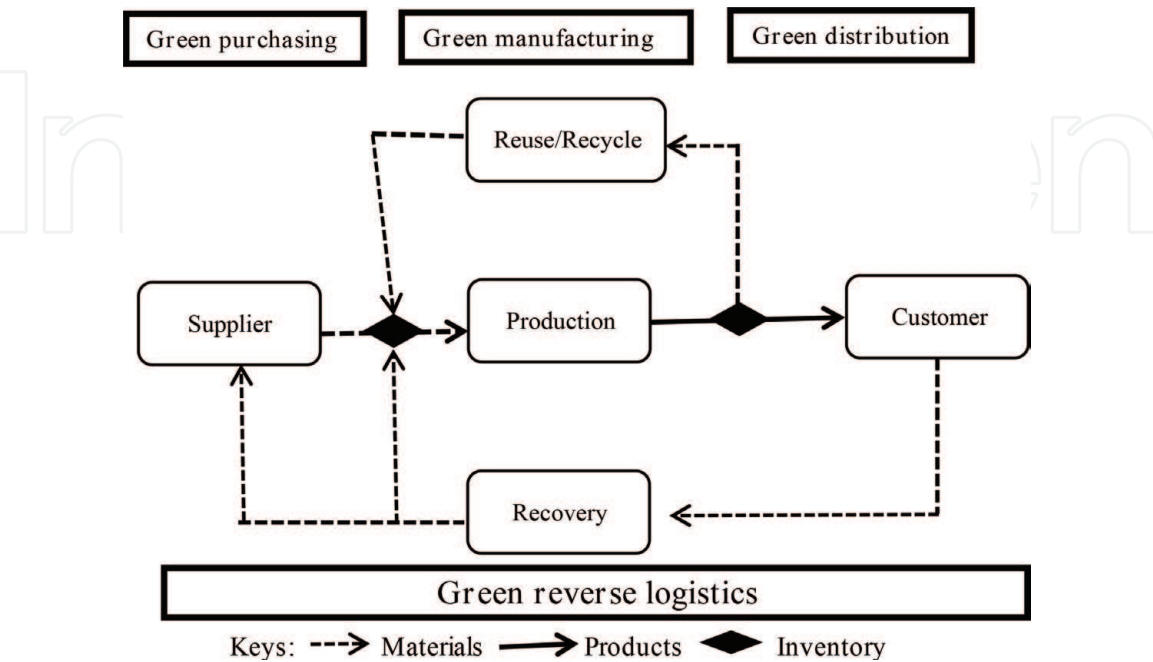 Green purchasing
Green manufacturing
Green distribution
Reuse/Recycle
Supplier
Production
Customer
Recovery
Green reverse logistics
Keys: Materials Products Inventory